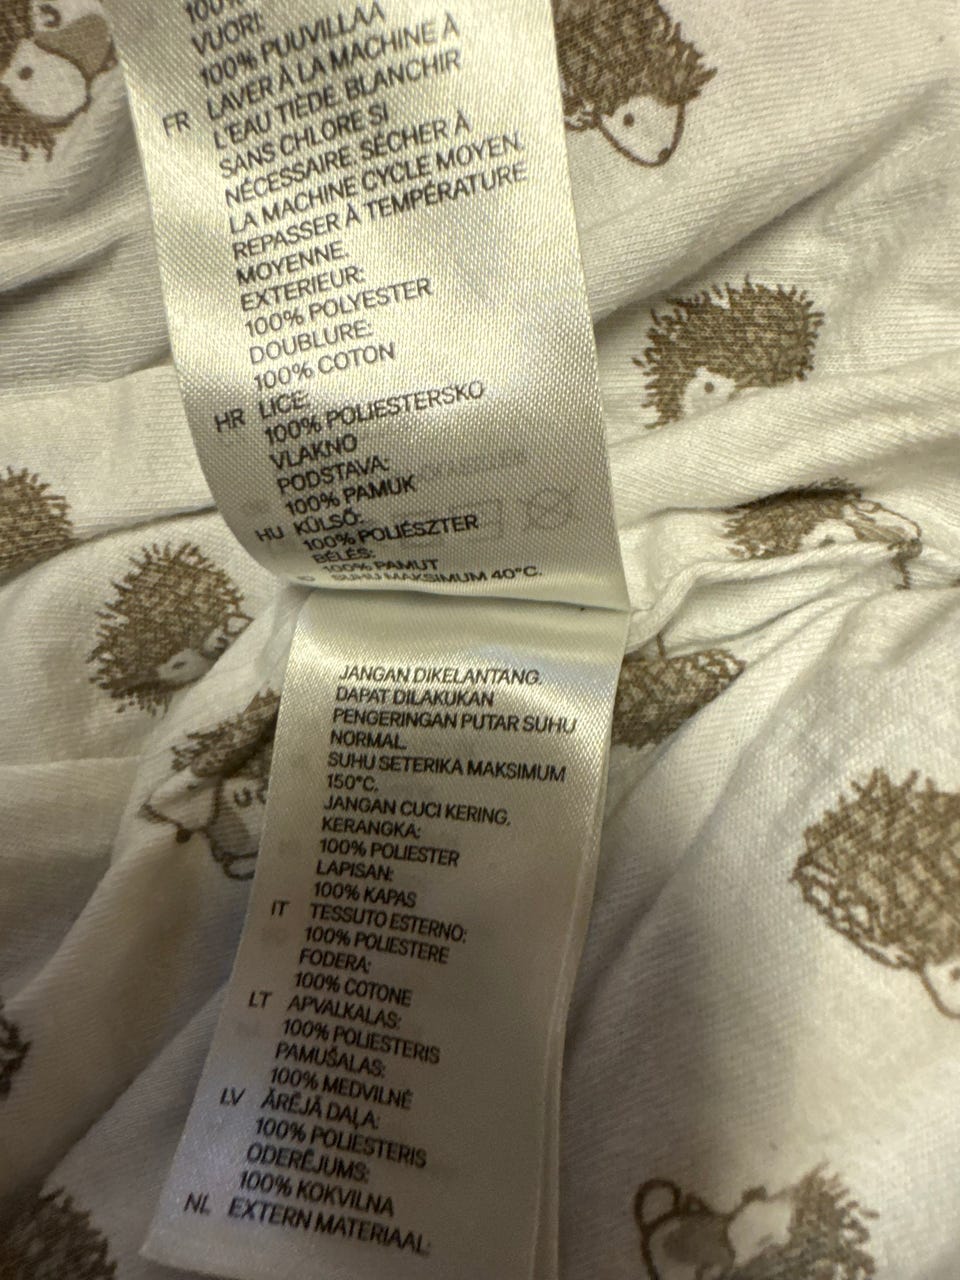 100%
VUORI:
100% PUUVILLAA
FR LAVER À LA MACHINE À
L'EAU TIÈDE. BLANCHIR
SANS CHLORE SI
NÉCESSAIRE. SÉCHER À
LA MACHINE CYCLE MOYEN.
REPASSER À TEMPÉRATURE
MOYENNE.
EXTERIEUR:
100% POLYESTER
DOUBLURE:
100% COTON
HR LICE:
100% POLIESTERSKO
VLAKNO
PODSTAVA:
100% PAMUK
HU KÜLSŐ:
100% POLIÉSZTER
BÉLÉS:
100% PAMUT
SUHU MAKSIMUM 40°C.
JANGAN DIKELANTANG.
DAPAT DILAKUKAN
PENGERINGAN PUTAR SUHU
NORMAL.
SUHU SETERIKA MAKSIMUM
150°C.
JANGAN CUCI KERING.
KERANGKA:
100% POLIESTER
LAPISAN:
100% KAPAS
IT TESSUTO ESTERNO:
100% POLIESTERE
FODERA:
100% COTONE
LT APVALKALAS:
100% POLIESTERIS
PAMUŠALAS:
100% MEDVILNĖ
LV ĀRĒJĀ DAĻA:
100% POLIESTERIS
ODERĒJUMS:
100% KOKVILNA
NL EXTERN MATERIAAL: